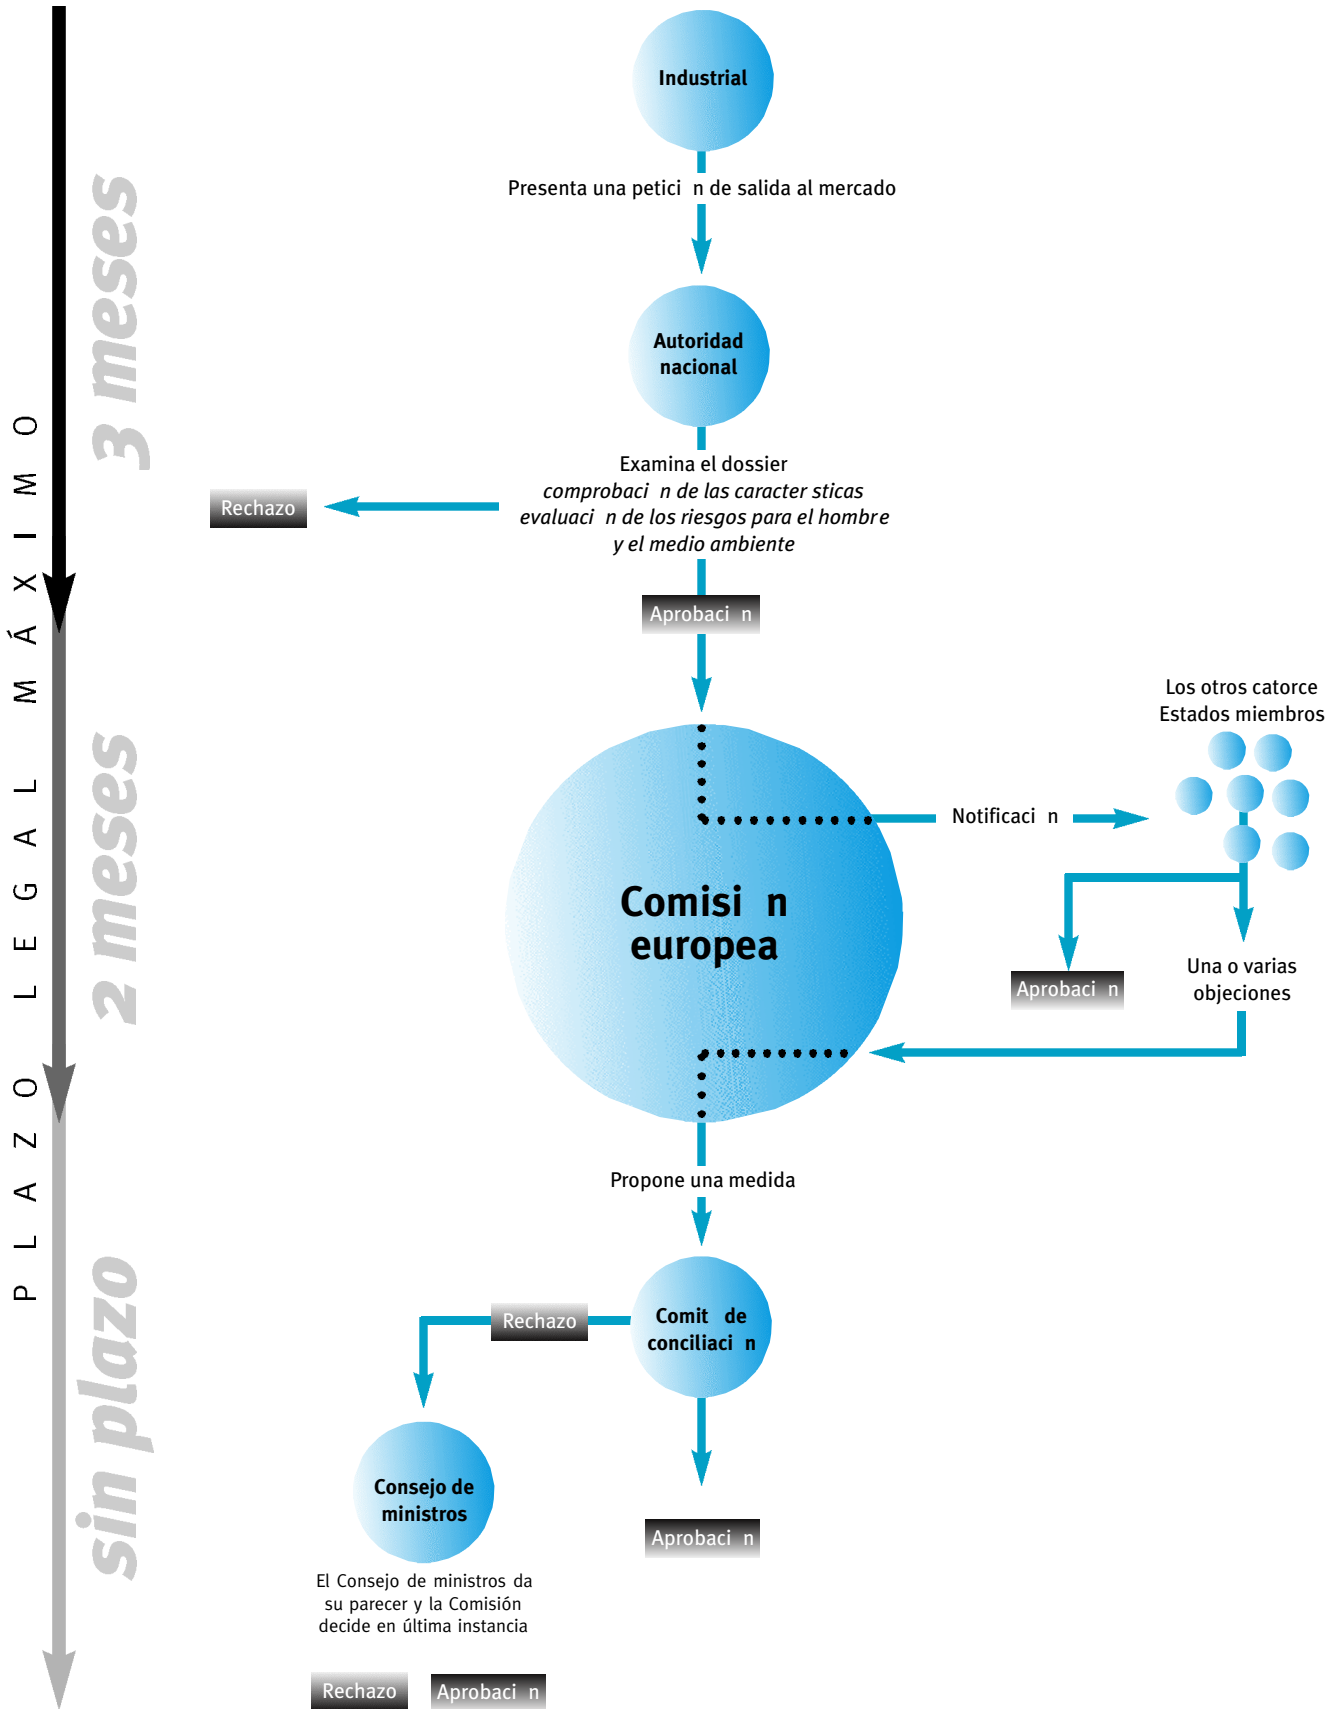 Industrial
Presenta una petici n de salida al mercado
Autoridad
nacional
Examina el dossier
comprobaci n de las caracter sticas
evaluaci n de los riesgos para el hombre
y el medio ambiente
Rechazo
Aprobaci n
Los otros catorce
Estados miembros
Notificaci n
Comisi n
europea
Aprobaci n
Una o varias
objeciones
Propone una medida
Comit de
conciliaci n
Rechazo
Consejo de
ministros
Aprobaci n
El Consejo de ministros da
su parecer y la Comisión
decide en última instancia
Rechazo
Aprobaci n
PLAZO LEGAL MÁXIMO
3 meses
2 meses
sin plazo